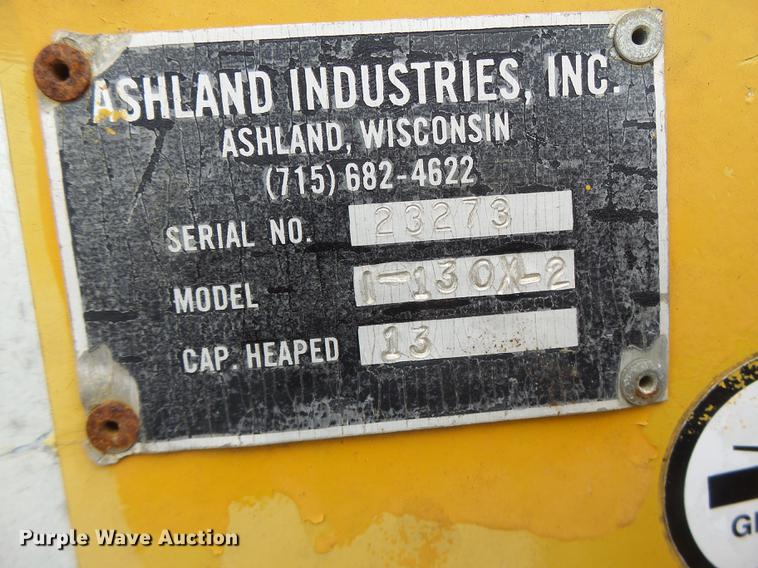 ASHLAND INDUSTRIES, INC.
ASHLAND, WISCONSIN
(715) 682-4622
SERIAL NO. 23273
MODEL I-130X-2
CAP. HEAPED 13
Purple Wave Auction